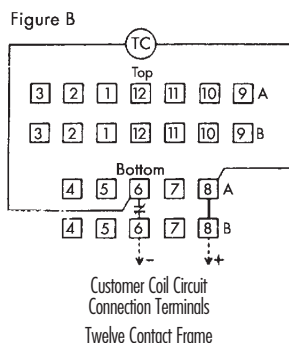 Figure B
TC
Top
3 2 1 12 11 10 9 A
3 2 1 12 11 10 9 B
Bottom
4 5 6 7 8 A
4 5 6 7 8 B
- +
Customer Coil Circuit
Connection Terminals
Twelve Contact Frame